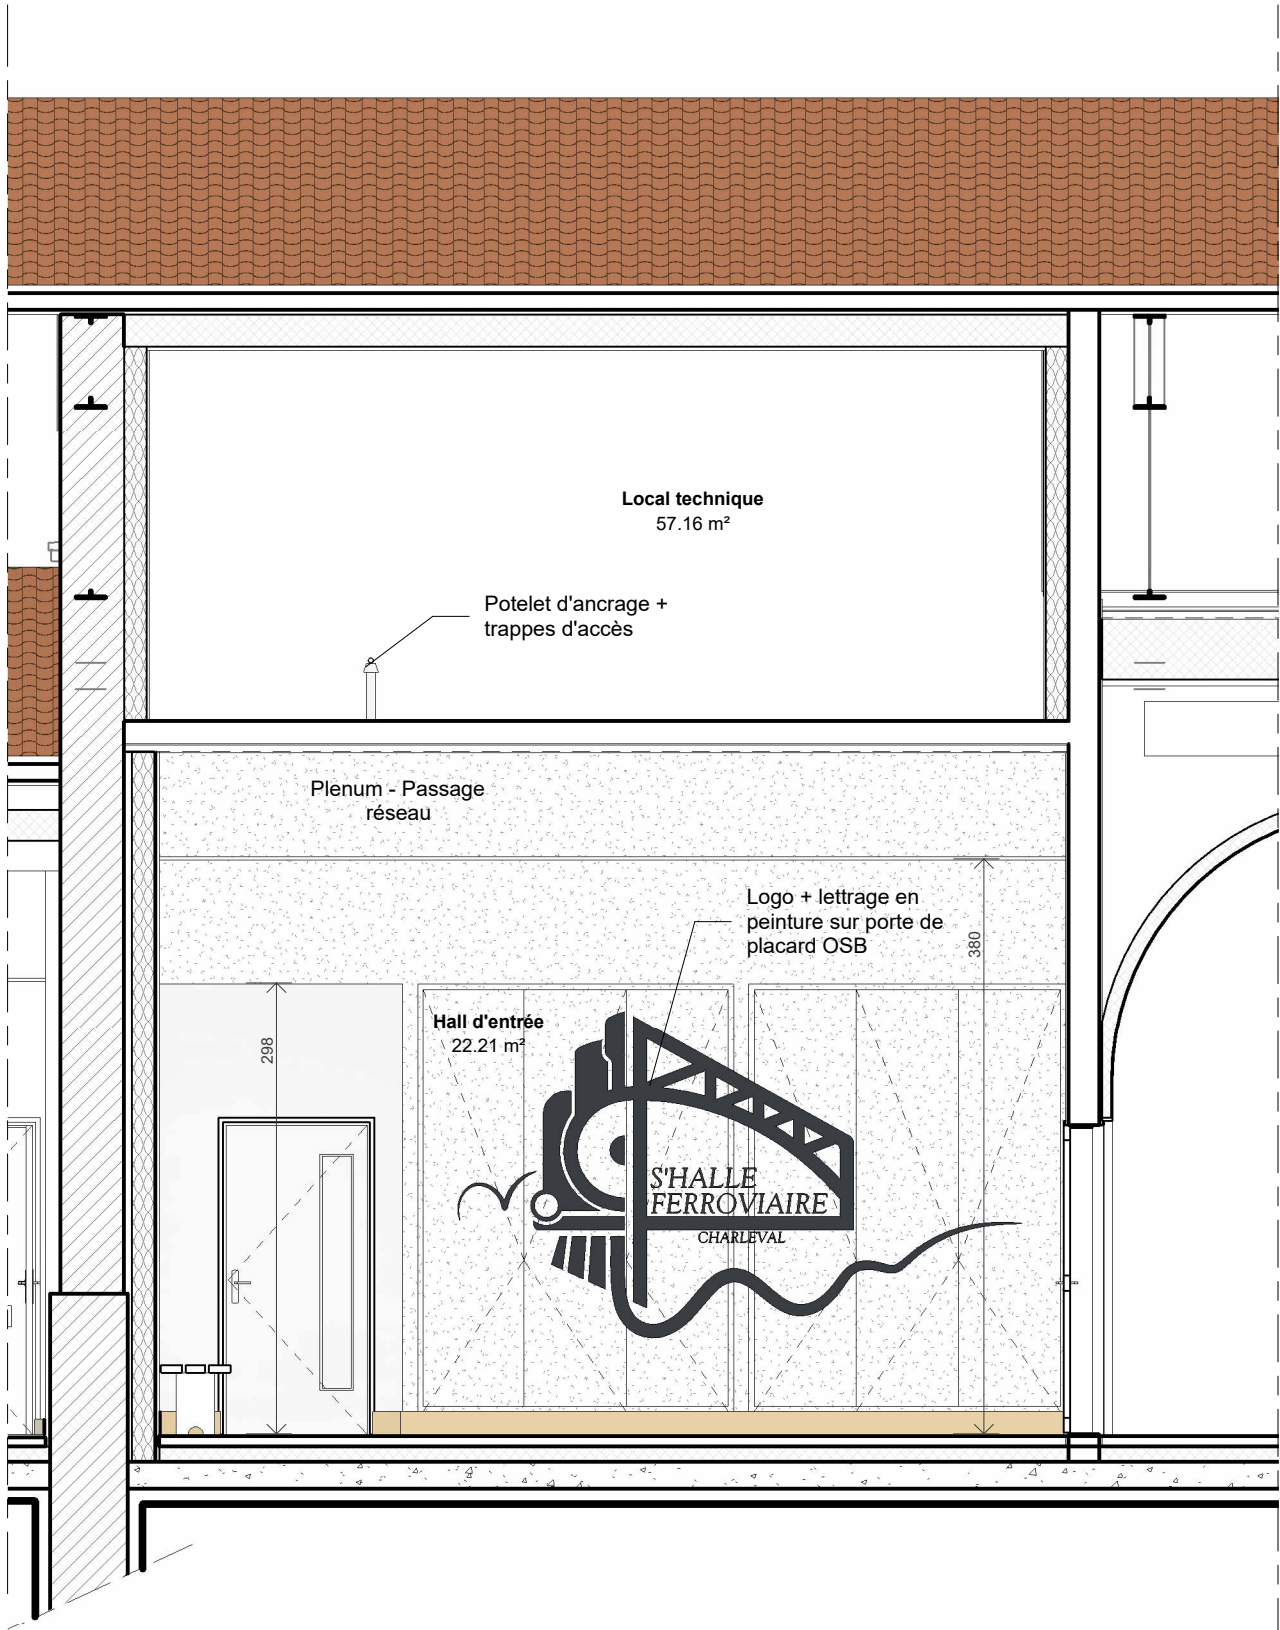 Local technique
57.16 m²
Potelet d'ancrage +
trappes d'accès
Plenum - Passage
réseau
Logo + lettrage en
peinture sur porte de
placard OSB
380
298
Hall d'entrée
22.21 m²
S'HALLE
FERROVIAIRE
CHARLEVAL